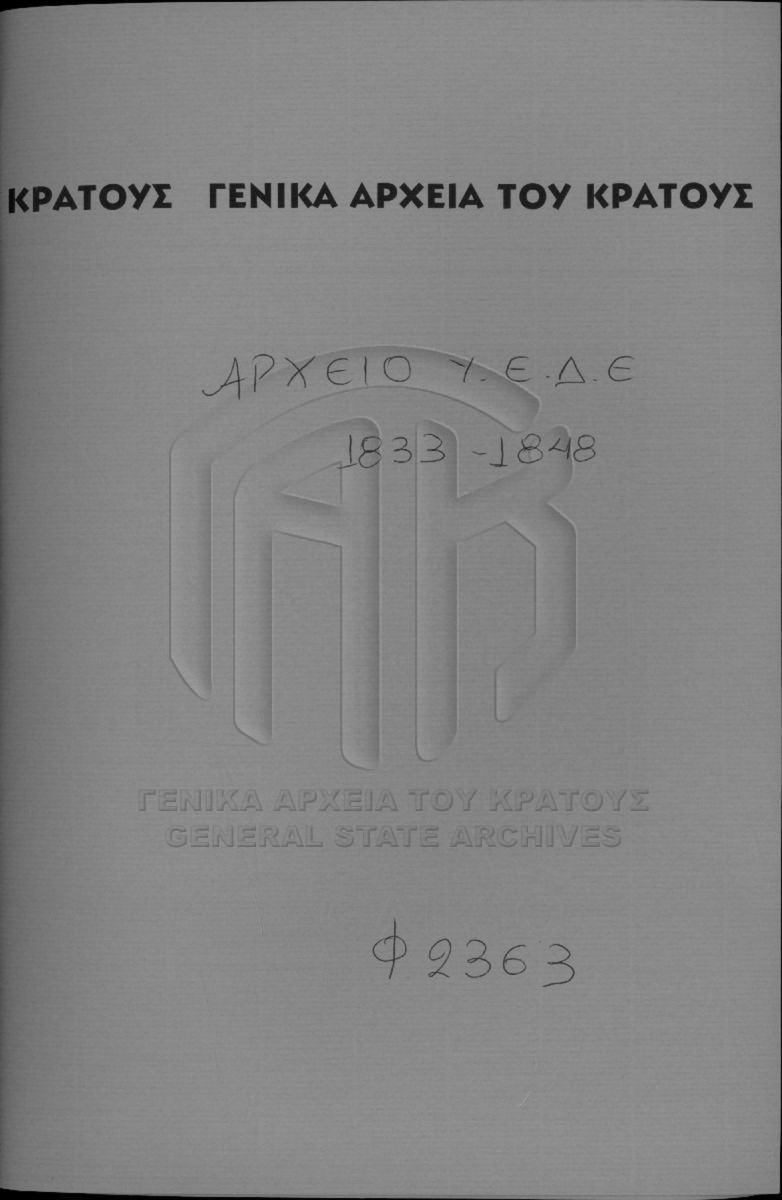 ΚΡΑΤΟΥΣ ΓΕΝΙΚΑ ΑΡΧΕΙΑ ΤΟΥ ΚΡΑΤΟΥΣ
ΑΡΧΕΙΟ Υ.Ε.Δ.Ε
1833-1848
ΓΕΝΙΚΑ ΑΡΧΕΙΑ ΤΟΥ ΚΡΑΤΟΥΣ
GENERAL STATE ARCHIVES
Φ 2363